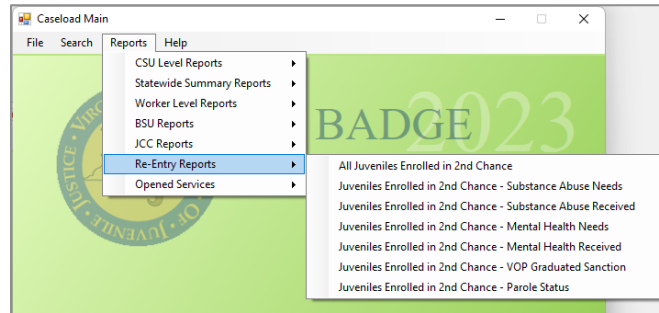 Caseload Main
File Search Reports Help
CSU Level Reports
Statewide Summary Reports
Worker Level Reports
BSU Reports
JCC Reports
Re-Entry Reports
Opened Services
BADGE 2023
JUSTICE • VIRG
OF • JUVENILE •
All Juveniles Enrolled in 2nd Chance
Juveniles Enrolled in 2nd Chance - Substance Abuse Needs
Juveniles Enrolled in 2nd Chance - Substance Abuse Received
Juveniles Enrolled in 2nd Chance - Mental Health Needs
Juveniles Enrolled in 2nd Chance - Mental Health Received
Juveniles Enrolled in 2nd Chance - VOP Graduated Sanction
Juveniles Enrolled in 2nd Chance - Parole Status